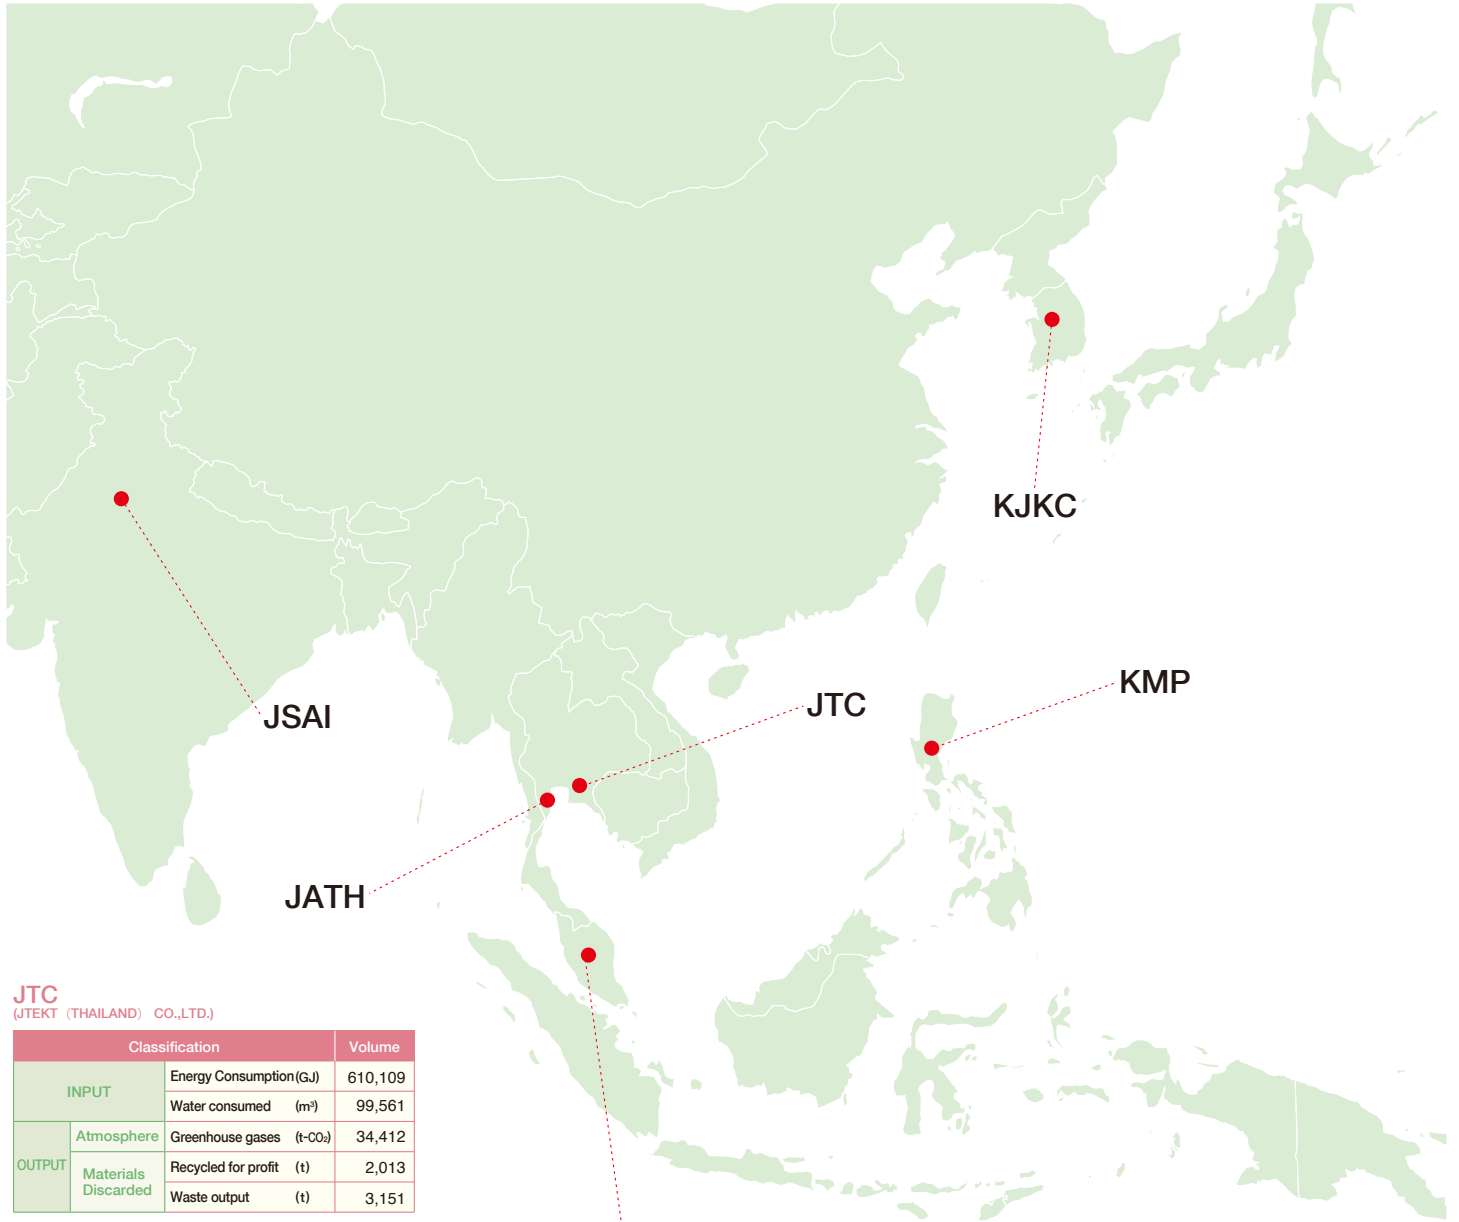 KJKC
KMP
JTC
JSAI
JATH
JTC
(JTEKT (THAILAND) CO.,LTD.)
Classification Volume
INPUT Energy Consumption (GJ) 610,109
Water consumed (m³) 99,561
OUTPUT Atmosphere Greenhouse gases (t-CO₂) 34,412
Materials Discarded Recycled for profit (t) 2,013
Waste output (t) 3,151